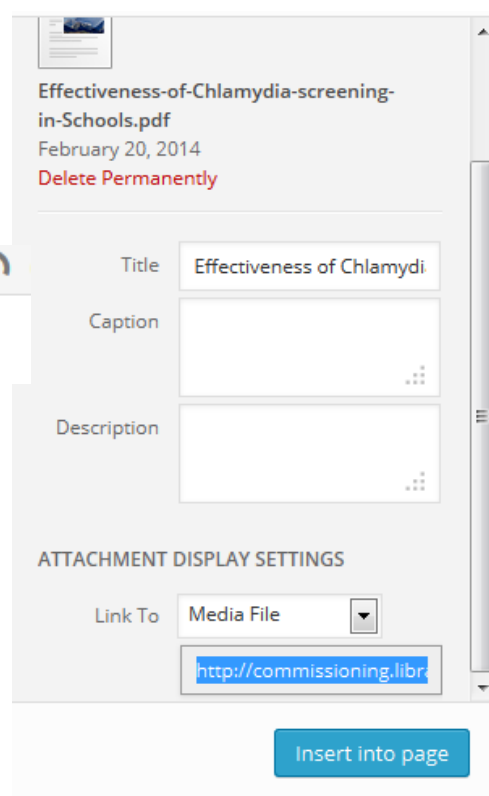 Effectiveness-of-Chlamydia-screening-
in-Schools.pdf
February 20, 2014
Delete Permanently
Title Effectiveness of Chlamydi
Caption
Description
ATTACHMENT DISPLAY SETTINGS
Link To Media File
http://commissioning.libra
Insert into page